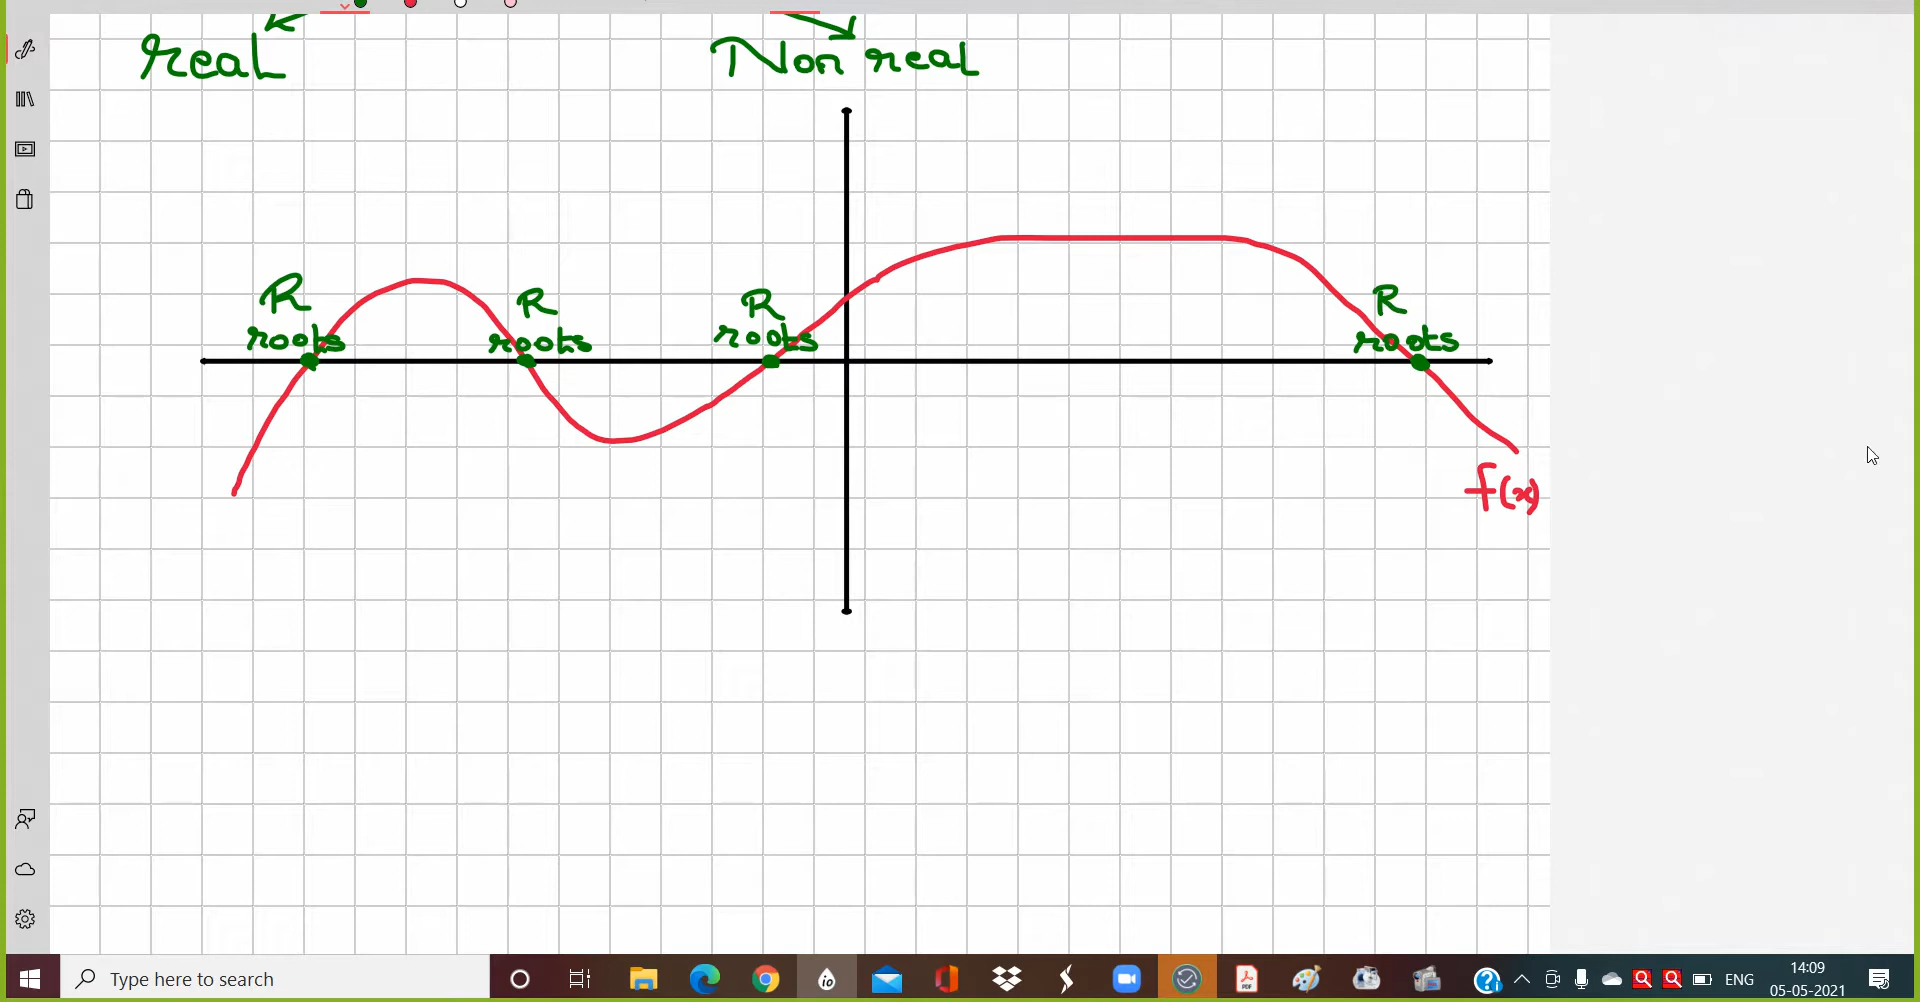 real
Non real
R
roots
R
roots
R
roots
R
roots
f(x)
Type here to search
ENG
14:09
05-05-2021